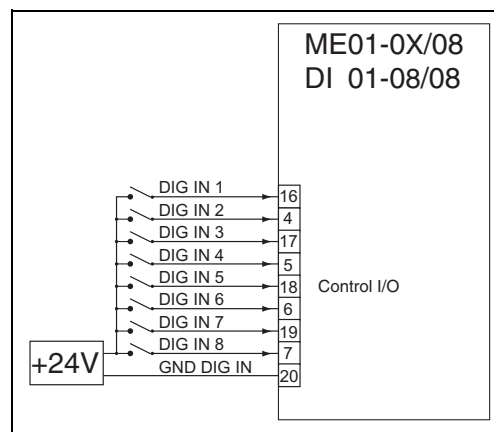 ME01-0X/08
DI 01-08/08
DIG IN 1 16
DIG IN 2 4
DIG IN 3 17
DIG IN 4 5
DIG IN 5 18
Control I/O
DIG IN 6 6
DIG IN 7 19
DIG IN 8 7
+24V
GND DIG IN 20